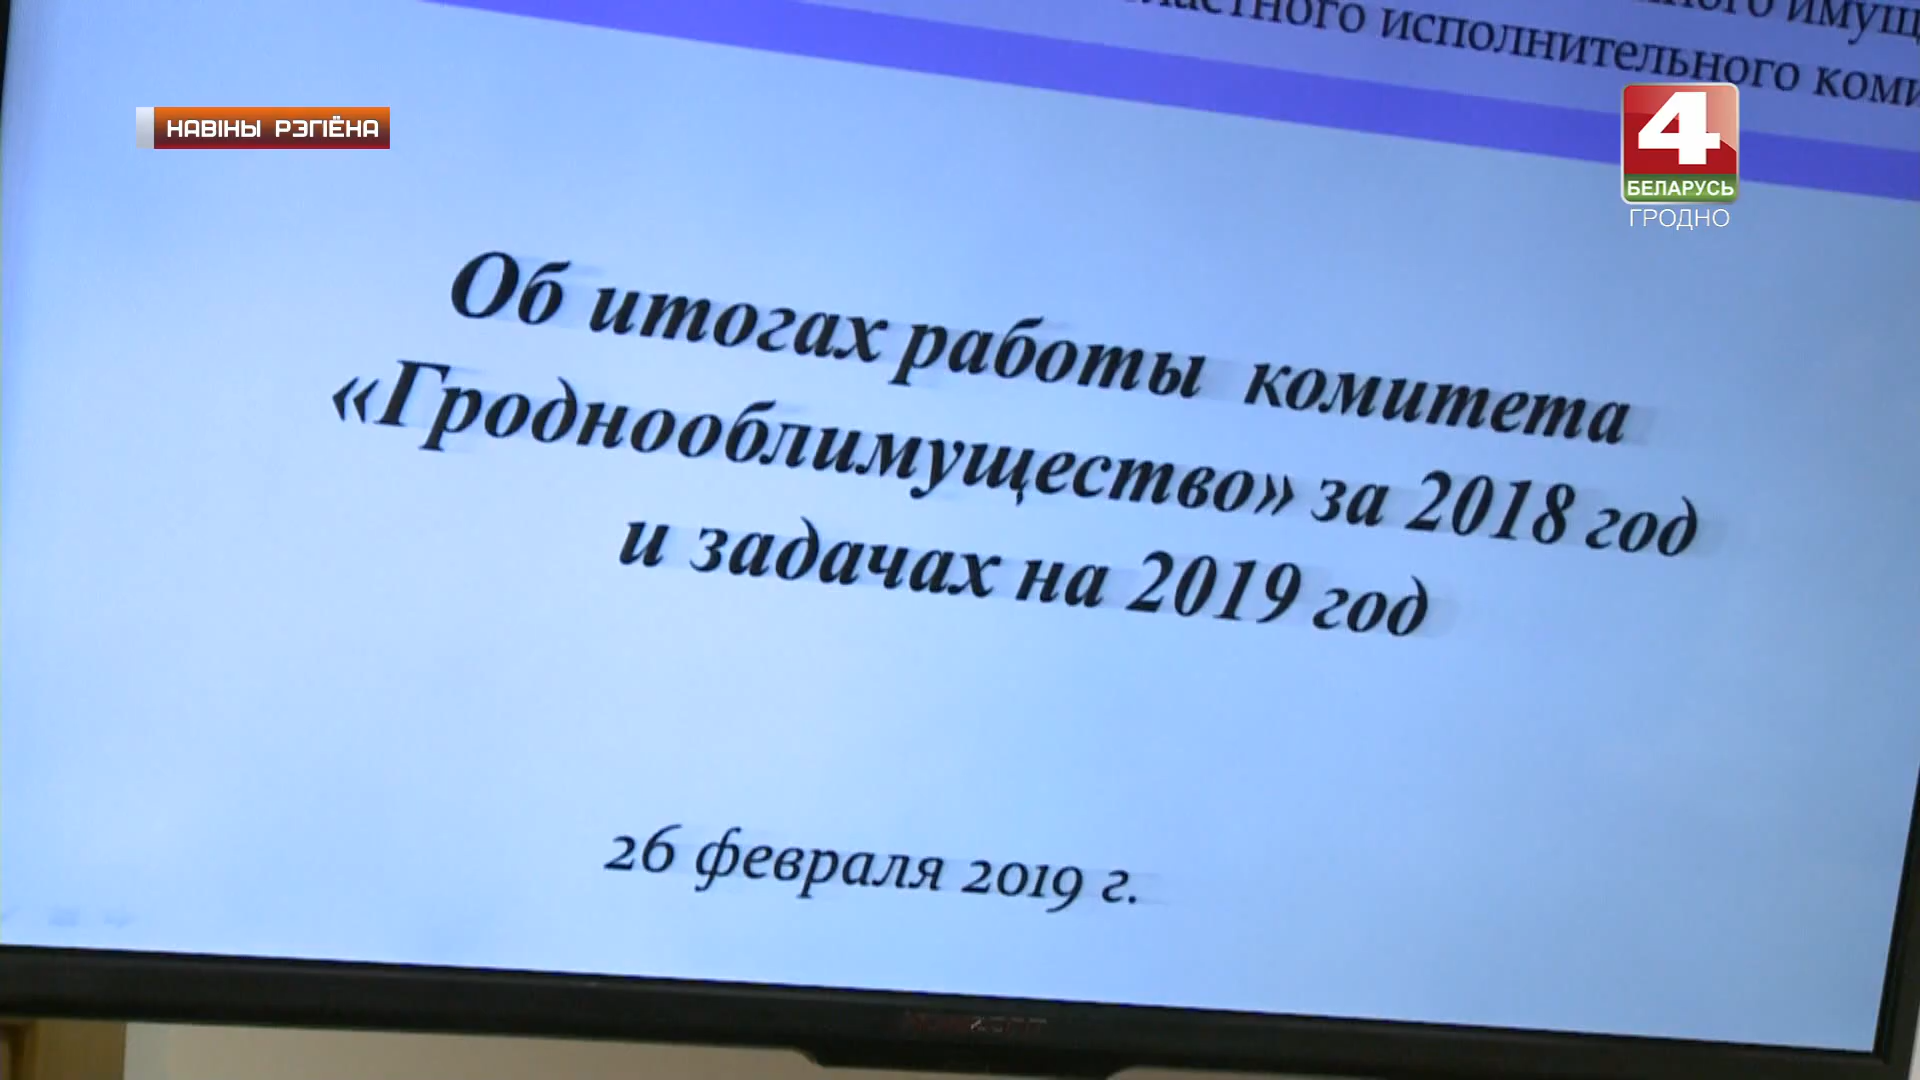 исполнительного
НАВІНЫ РЭГІЁНА
4
БЕЛАРУСЬ
ГРОДНО
Об итогах работы комитета
«Гроднооблимущество» за 2018 год
и задачах на 2019 год
26 февраля 2019 г.